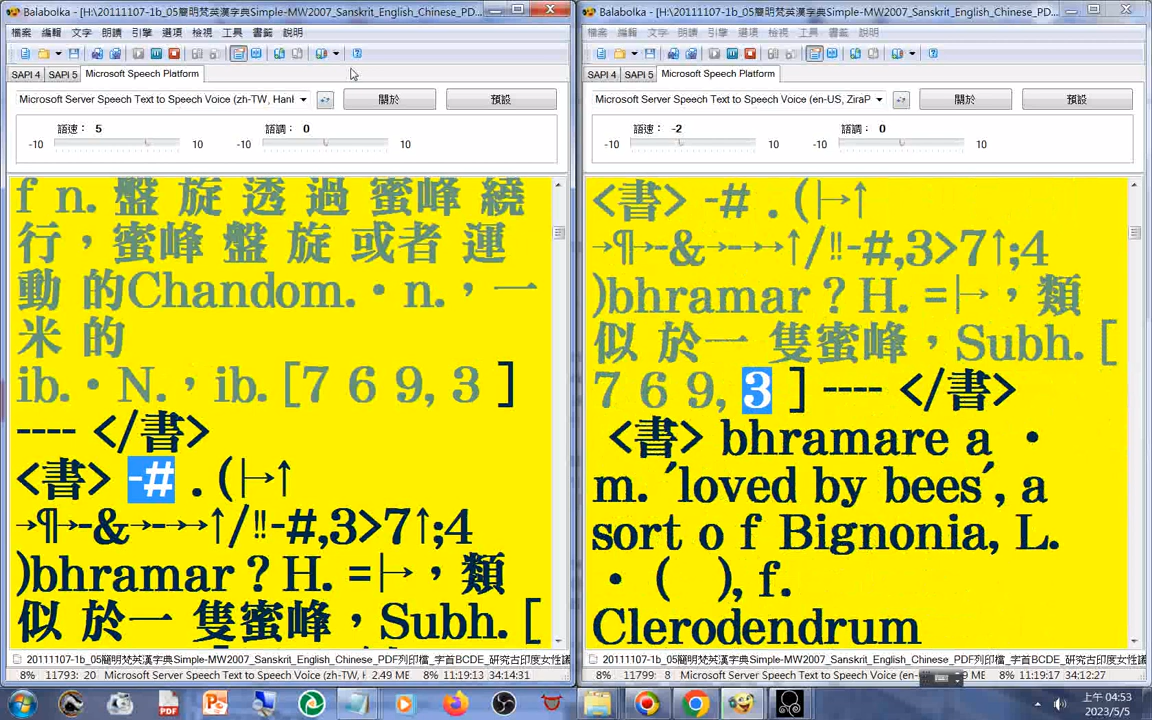 Balabolka - [H:\20111107-1b_05簡明梵英漢字典Simple-MW2007_Sanskrit_English_Chinese_PD...
檔案 編輯 文字 朗讀 引擎 選項 檢視 工具 書籤 說明
SAPI 4 SAPI 5 Microsoft Speech Platform
Microsoft Server Speech Text to Speech Voice (zh-TW, Hanl
關於 預設
語速： 5 語調： 0
-10 10 -10 10
f n. 盤 旋 透 過 蜜峰 繞
行，蜜峰 盤 旋 或者 運
動 的Chandom.・n.，一
米 的
ib.・N.，ib. [7 6 9, 3 ]
---- </書>
<書> -# . (|→↑
→¶→-&→-→→↑/‼-#,3>7↑;4
)bhramar？H. =|→，類
似 於一 隻蜜峰，Subh. [
20111107-1b_05簡明梵英漢字典Simple-MW2007_Sanskrit_English_Chinese_PDF列印檔_字首BCDE_研究古印度女性議
8% 11793: 20 Microsoft Server Speech Text to Speech Voice (zh-TW, H 2.49 ME 8% 11:19:13 34:14:31
Balabolka - [H:\20111107-1b_05簡明梵英漢字典Simple-MW2007_Sanskrit_English_Chinese_PD...
檔案 編輯 文字 朗讀 引擎 選項 檢視 工具 書籤 說明
SAPI 4 SAPI 5 Microsoft Speech Platform
Microsoft Server Speech Text to Speech Voice (en-US, ZiraP
關於 預設
語速： -2 語調： 0
-10 10 -10 10
<書> -# . (|→↑
→¶→-&→-→→↑/‼-#,3>7↑;4
)bhramar？H. =|→，類
似 於一 隻蜜峰，Subh. [
7 6 9, 3 ] ---- </書>
<書> bhramare a ・
m. 'loved by bees', a
sort o f Bignonia, L.
・ ( ), f.
Clerodendrum
20111107-1b_05簡明梵英漢字典Simple-MW2007_Sanskrit_English_Chinese_PDF列印檔_字首BCDE_研究古印度女性議
8% 11799: 8 Microsoft Server Speech Text to Speech Voice (en-US, Z ME 8% 11:19:13 34:12:27
PDF
上午 04:53
2023/5/5